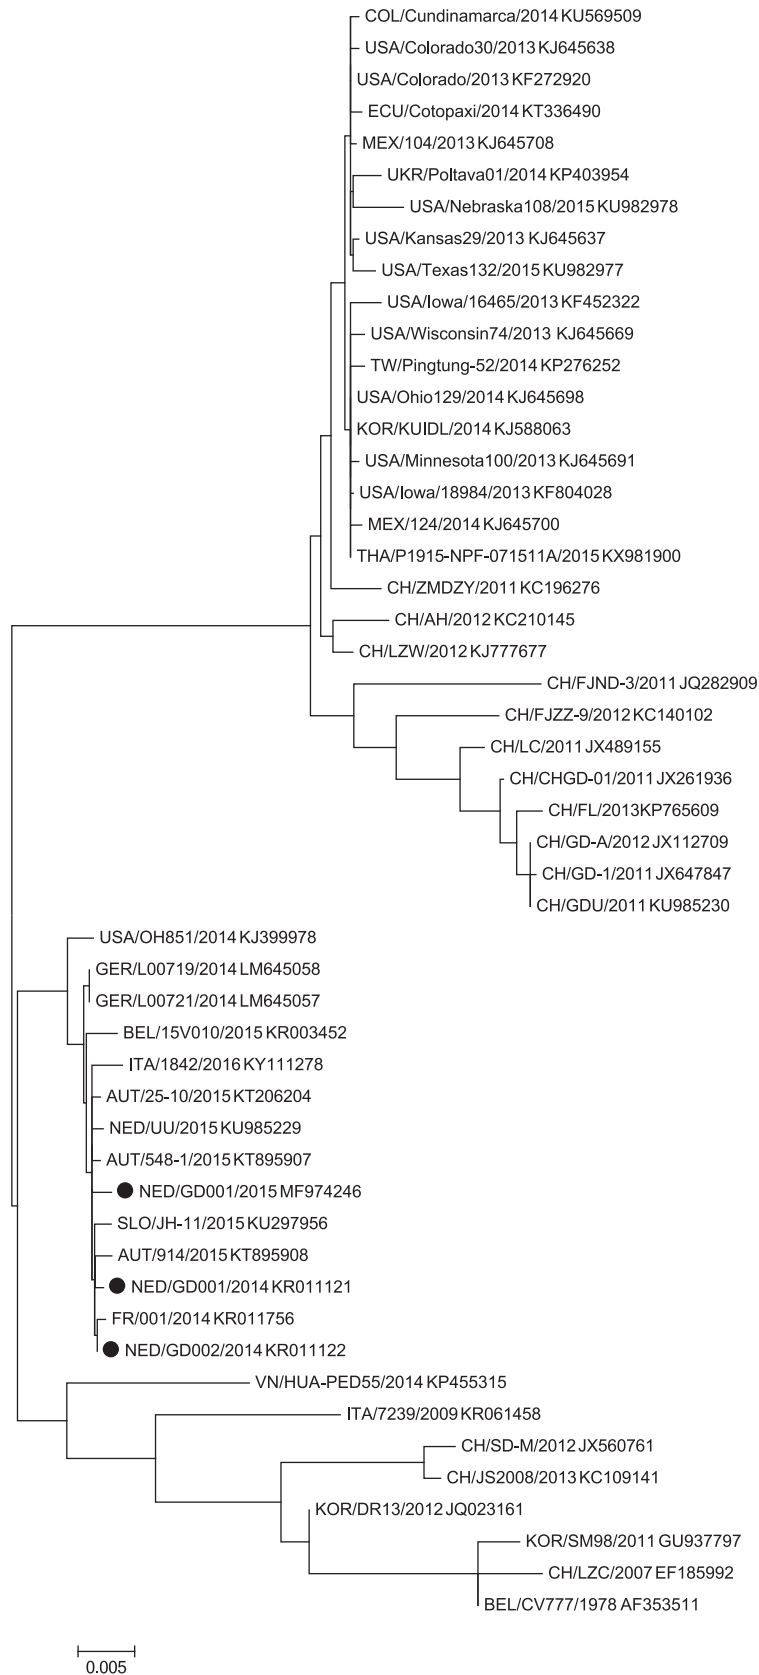 COL/Cundinamarca/2014 KU569509
USA/Colorado30/2013 KJ645638
USA/Colorado/2013 KF272920
ECU/Cotopaxi/2014 KT336490
MEX/104/2013 KJ645708
UKR/Poltava01/2014 KP403954
USA/Nebraska108/2015 KU982978
USA/Kansas29/2013 KJ645637
USA/Texas132/2015 KU982977
USA/Iowa/16465/2013 KF452322
USA/Wisconsin74/2013 KJ645669
TW/Pingtung-52/2014 KP276252
USA/Ohio129/2014 KJ645698
KOR/KUIDL/2014 KJ588063
USA/Minnesota100/2013 KJ645691
USA/Iowa/18984/2013 KF804028
MEX/124/2014 KJ645700
THA/P1915-NPF-071511A/2015 KX981900
CH/ZMDZY/2011 KC196276
CH/AH/2012 KC210145
CH/LZW/2012 KJ777677
CH/FJND-3/2011 JQ282909
CH/FJZZ-9/2012 KC140102
CH/LC/2011 JX489155
CH/CHGD-01/2011 JX261936
CH/FL/2013KP765609
CH/GD-A/2012 JX112709
CH/GD-1/2011 JX647847
CH/GDU/2011 KU985230
USA/OH851/2014 KJ399978
GER/L00719/2014 LM645058
GER/L00721/2014 LM645057
BEL/15V010/2015 KR003452
ITA/1842/2016 KY111278
AUT/25-10/2015 KT206204
NED/UU/2015 KU985229
AUT/548-1/2015 KT895907
NED/GD001/2015 MF974246
SLO/JH-11/2015 KU297956
AUT/914/2015 KT895908
NED/GD001/2014 KR011121
FR/001/2014 KR011756
NED/GD002/2014 KR011122
VN/HUA-PED55/2014 KP455315
ITA/7239/2009 KR061458
CH/SD-M/2012 JX560761
CH/JS2008/2013 KC109141
KOR/DR13/2012 JQ023161
KOR/SM98/2011 GU937797
CH/LZC/2007 EF185992
BEL/CV777/1978 AF353511
0.005